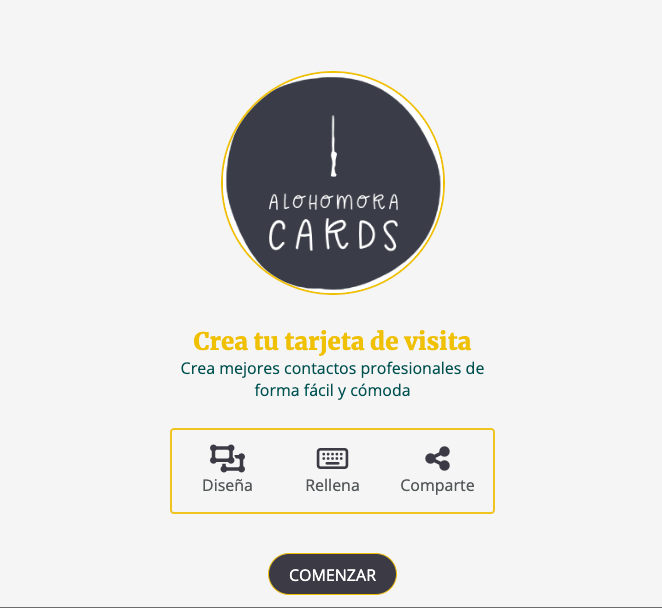 ALOHOMORA
CARDS
Crea tu tarjeta de visita
Crea mejores contactos profesionales de
forma fácil y cómoda
Diseña Rellena Comparte
COMENZAR